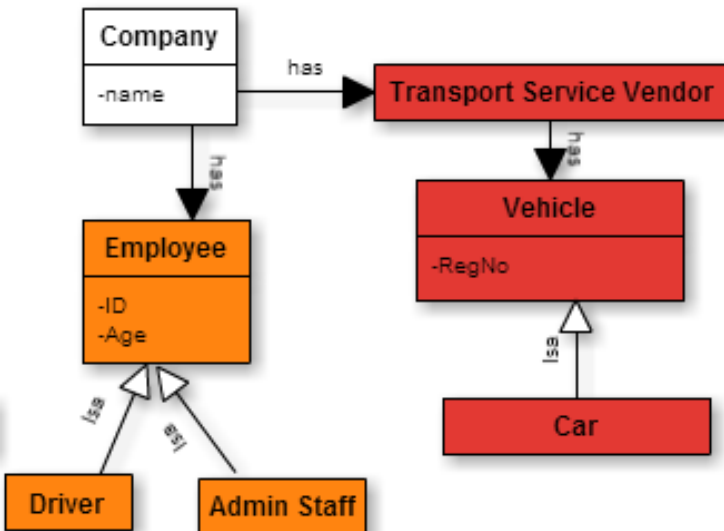 Company
-name
has
Transport Service Vendor
has
has
Employee
-ID
-Age
Vehicle
-RegNo
Isa
Isa
Isa
Car
Driver
Admin Staff